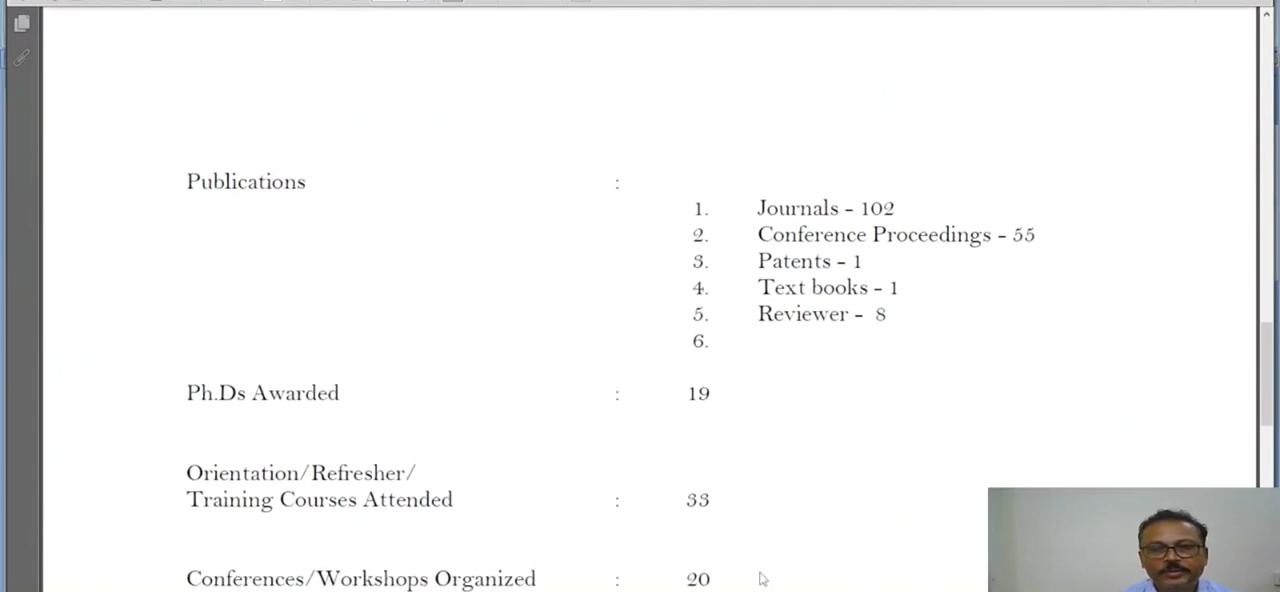 Publications :
1. Journals - 102
2. Conference Proceedings - 55
3. Patents - 1
4. Text books - 1
5. Reviewer - 8
6.
Ph.Ds Awarded : 19
Orientation/Refresher/
Training Courses Attended : 33
Conferences/Workshops Organized : 20